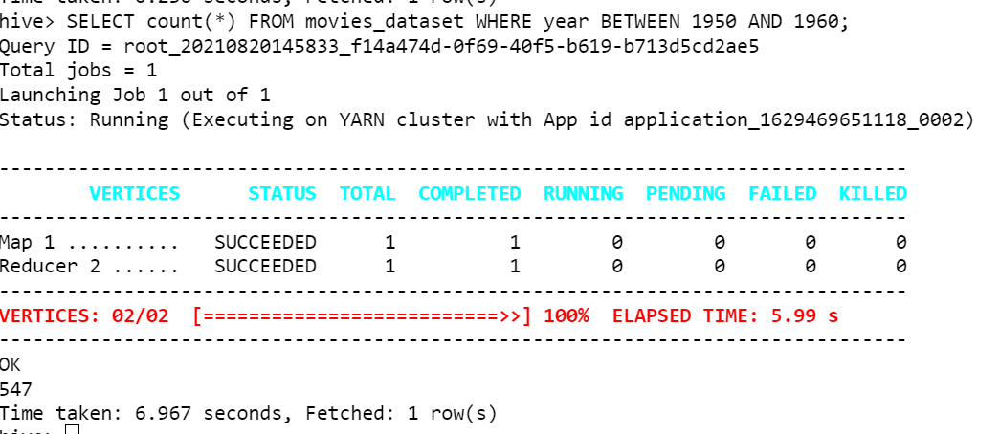 Time taken: 6.256 seconds, Fetched: 1 row(s)
hive> SELECT count(*) FROM movies_dataset WHERE year BETWEEN 1950 AND 1960;
Query ID = root_20210820145833_f14a474d-0f69-40f5-b619-b713d5cd2ae5
Total jobs = 1
Launching Job 1 out of 1
Status: Running (Executing on YARN cluster with App id application_1629469651118_0002)
--------------------------------------------------------------------------------
VERTICES STATUS TOTAL COMPLETED RUNNING PENDING FAILED KILLED
--------------------------------------------------------------------------------
Map 1 .......... SUCCEEDED 1 1 0 0 0 0
Reducer 2 ...... SUCCEEDED 1 1 0 0 0 0
--------------------------------------------------------------------------------
VERTICES: 02/02 [==========================>>] 100% ELAPSED TIME: 5.99 s
--------------------------------------------------------------------------------
OK
547
Time taken: 6.967 seconds, Fetched: 1 row(s)
hive>